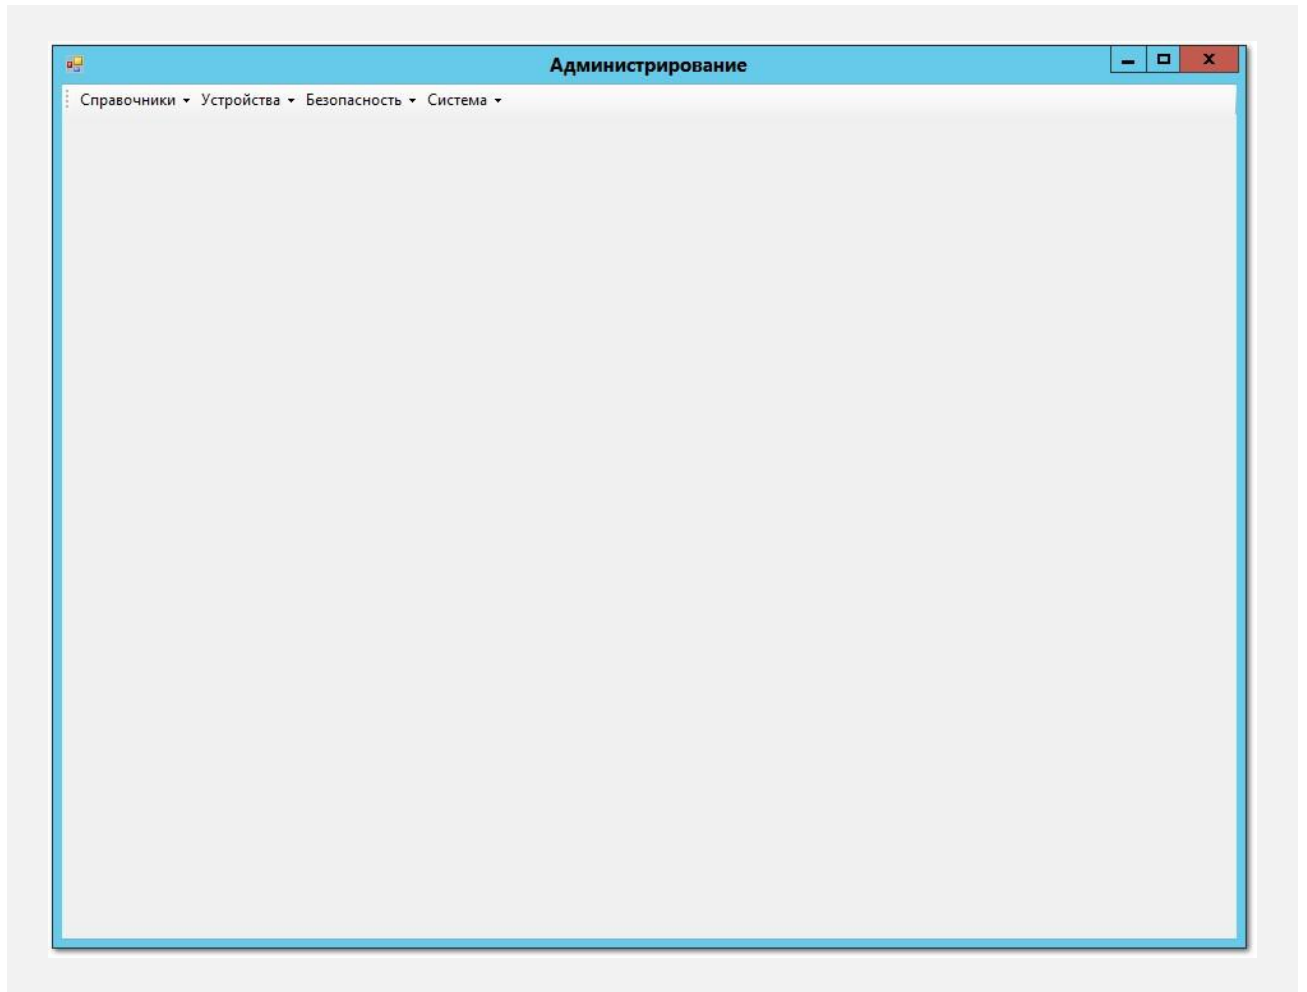 Администрирование
Справочники Устройства Безопасность Система